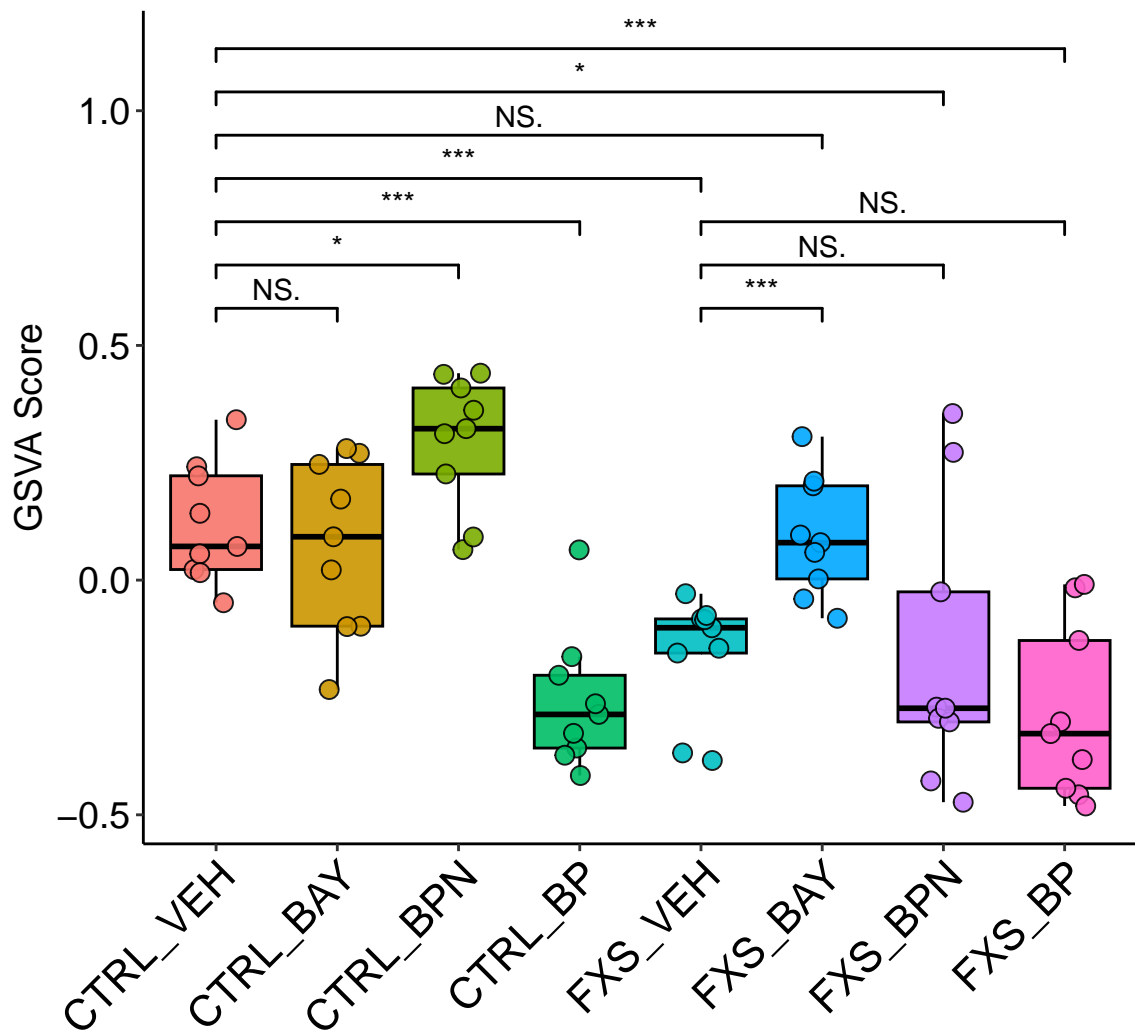 ***
*
1.0
NS.
***
***
NS.
*
NS.
NS.
***
0.5
GSVA Score
0.0
−0.5
CTRL_VEH
CTRL_BAY
CTRL_BPN
CTRL_BP
FXS_VEH
FXS_BAY
FXS_BPN
FXS_BP